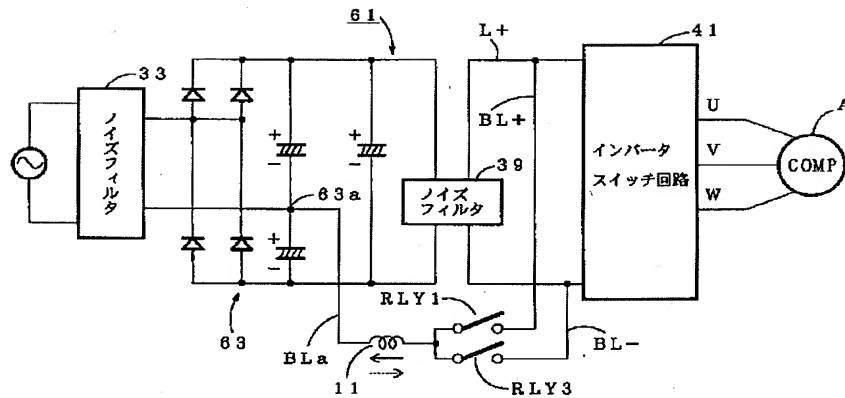 61
L+
41
33
ノイズフィルタ
+
-
+
-
BL+
U
A
インバータ
スイッチ回路
V
COMP
39
63a
ノイズ
フィルタ
W
+
-
RLY1
63
BLa
11
BL-
RLY3